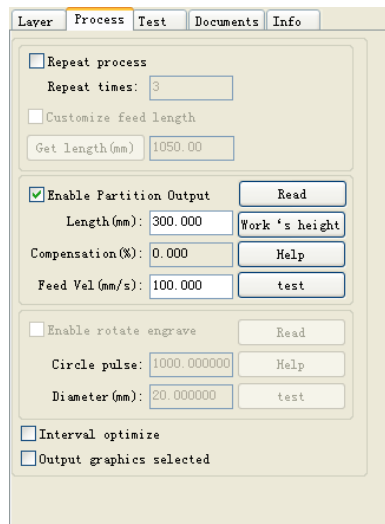 Layer Process Test Documents Info
Repeat process
Repeat times: 3
Customize feed length
Get length(mm) 1050.00
Enable Partition Output Read
Length(mm): 300.000 Work ‘s height
Compensation(%): 0.000 Help
Feed Vel(mm/s): 100.000 test
Enable rotate engrave Read
Circle pulse: 1000.000000 Help
Diameter(mm): 20.000000 test
Interval optimize
Output graphics selected